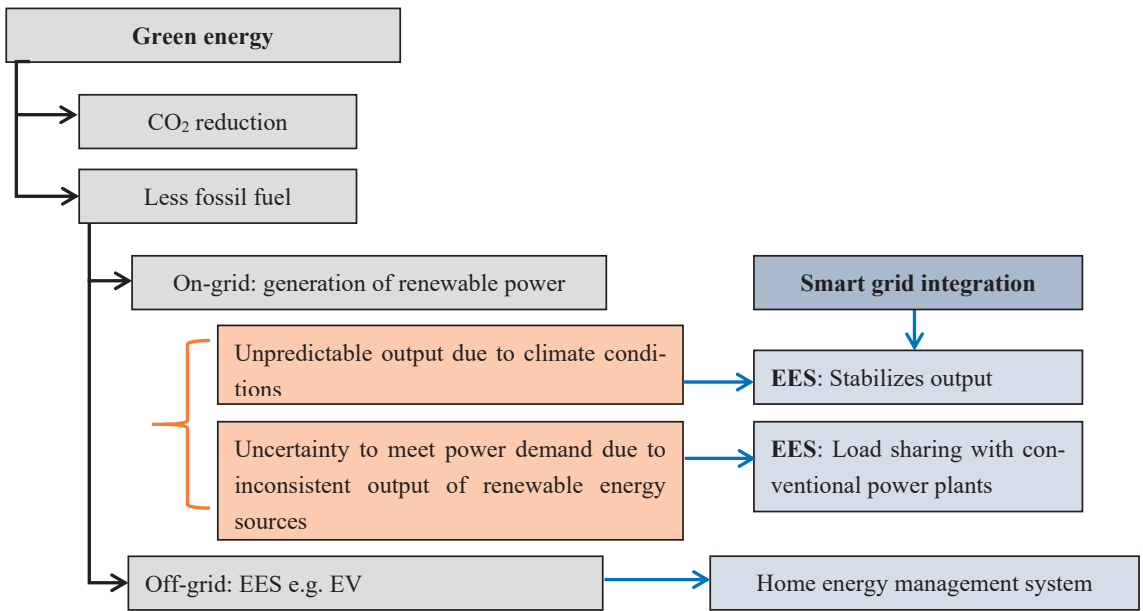 Green energy
CO₂ reduction
Less fossil fuel
On-grid: generation of renewable power
Smart grid integration
Unpredictable output due to climate condi-
tions
EES: Stabilizes output
Uncertainty to meet power demand due to
inconsistent output of renewable energy
sources
EES: Load sharing with con-
ventional power plants
Off-grid: EES e.g. EV
Home energy management system